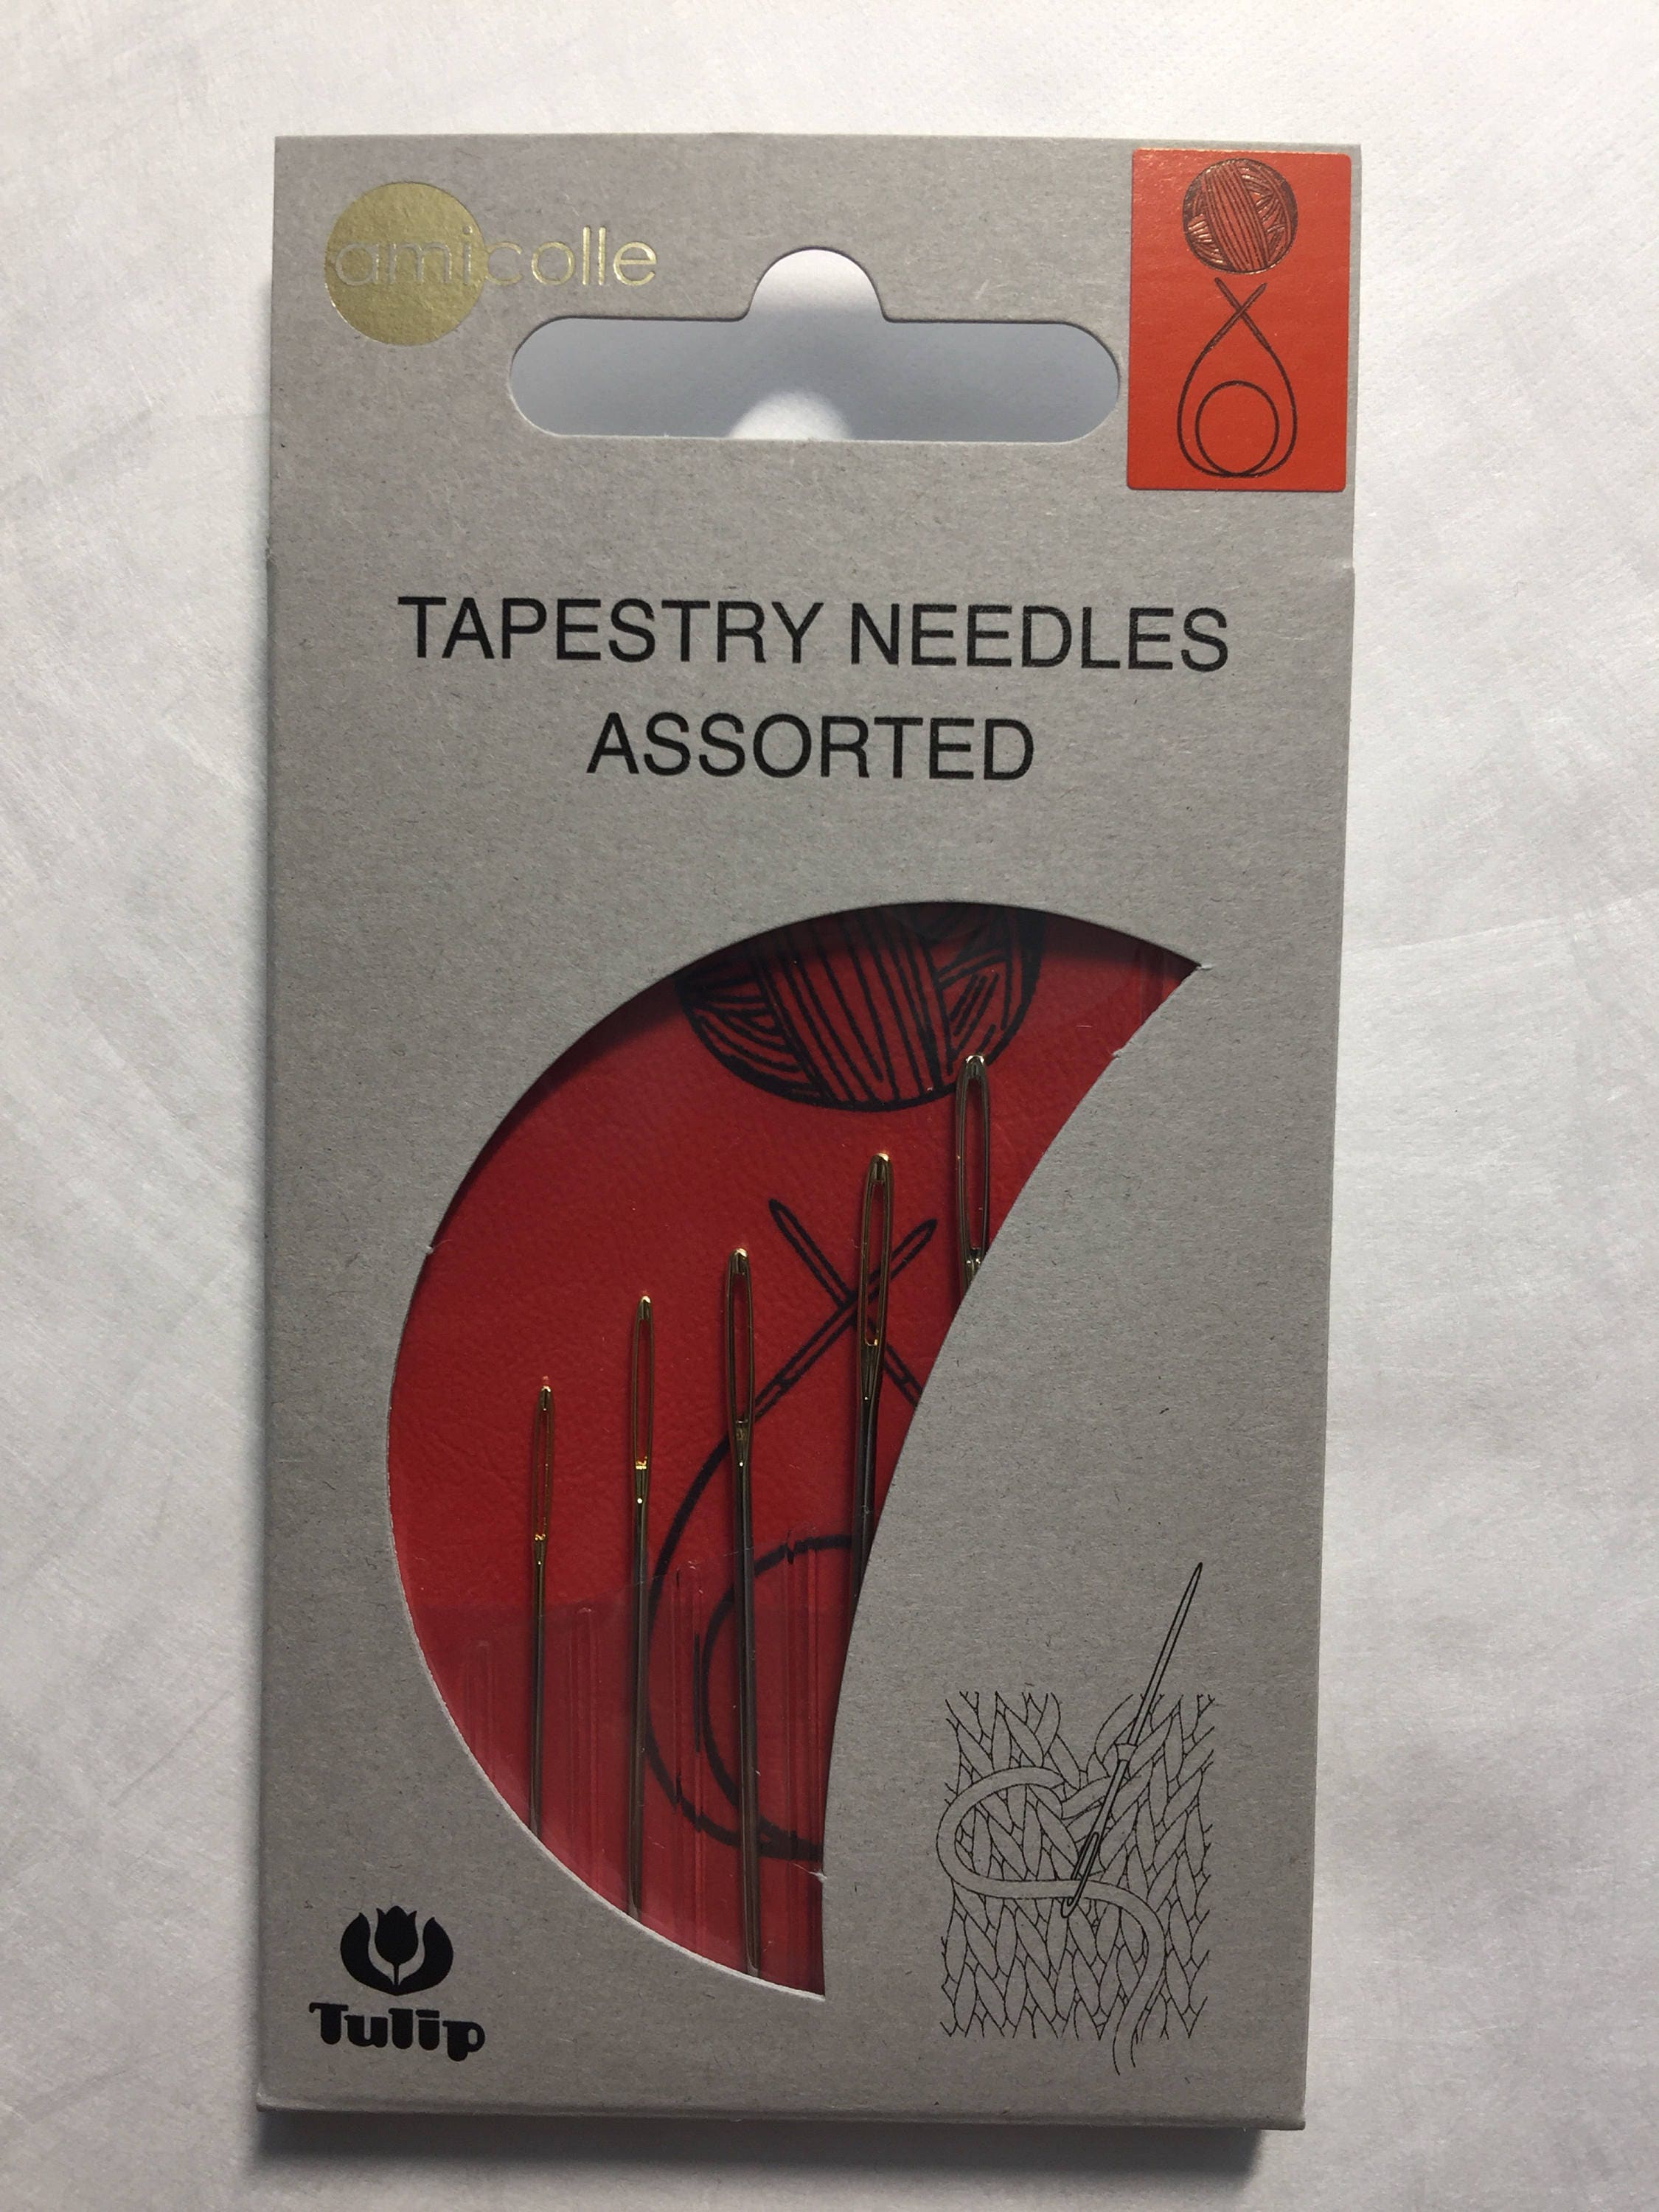 amicolle
TAPESTRY NEEDLES
ASSORTED
Tulip